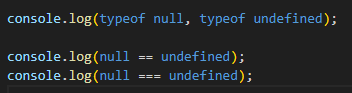 console.log(typeof null, typeof undefined);
console.log(null == undefined);
console.log(null === undefined);